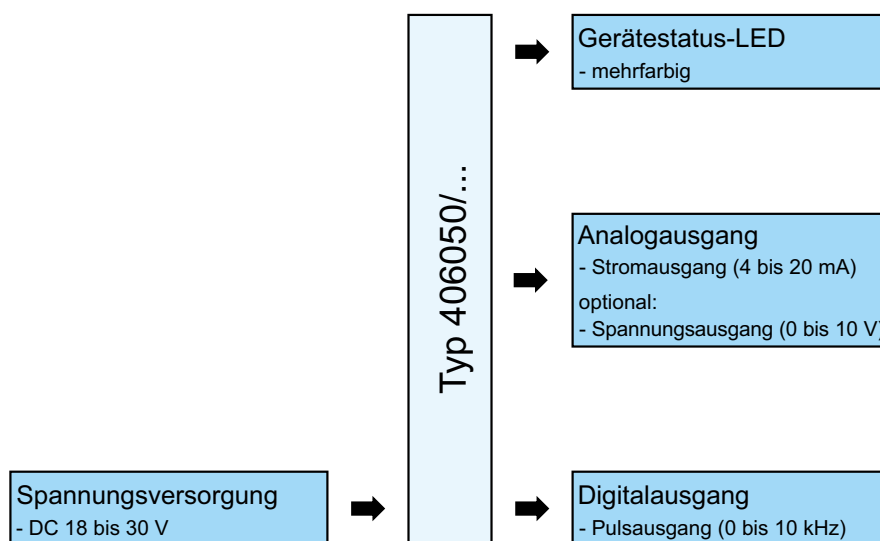 Gerätestatus-LED
- mehrfarbig
Typ 406050/...
Analogausgang
- Stromausgang (4 bis 20 mA)
optional:
- Spannungsausgang (0 bis 10 V)
Spannungsversorgung
- DC 18 bis 30 V
Digitalausgang
- Pulsausgang (0 bis 10 kHz)